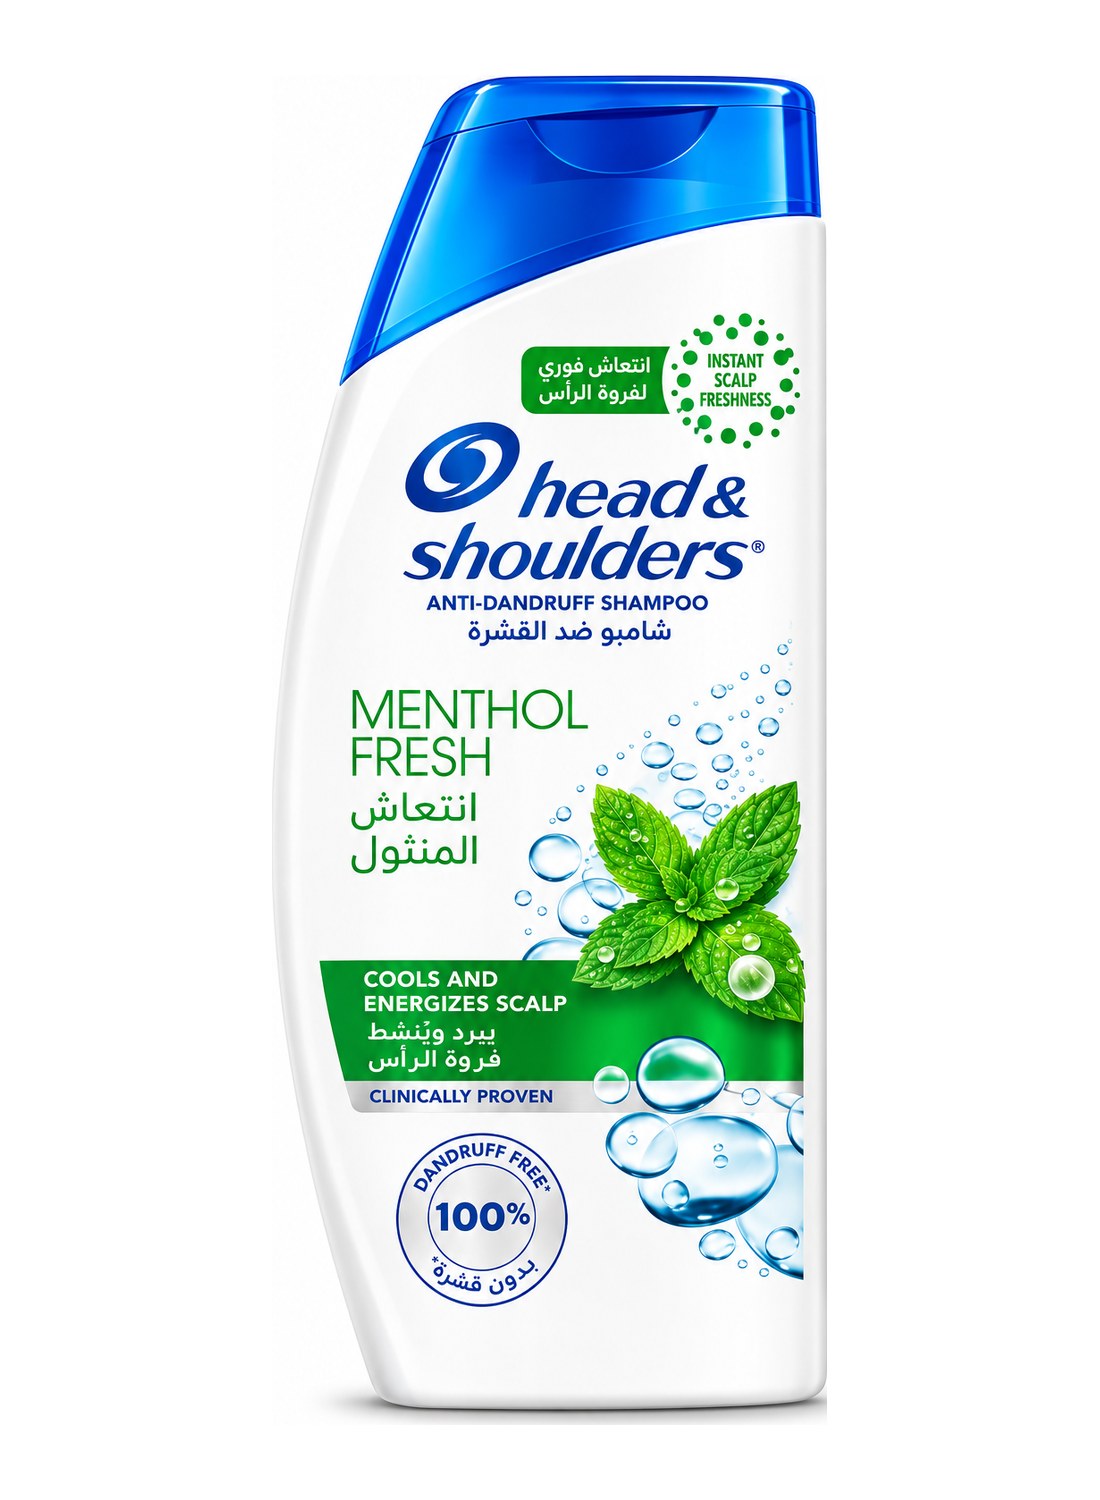 انتعاش فوري
لفروة الرأس
INSTANT
SCALP
FRESHNESS
head &
shoulders®
ANTI-DANDRUFF SHAMPOO
شامبو ضد القشرة
MENTHOL
FRESH
انتعاش
المنثول
COOLS AND
ENERGIZES SCALP
يبرد ويُنشط
فروة الرأس
CLINICALLY PROVEN
DANDRUFF FREE*
100%
بدون قشرة*